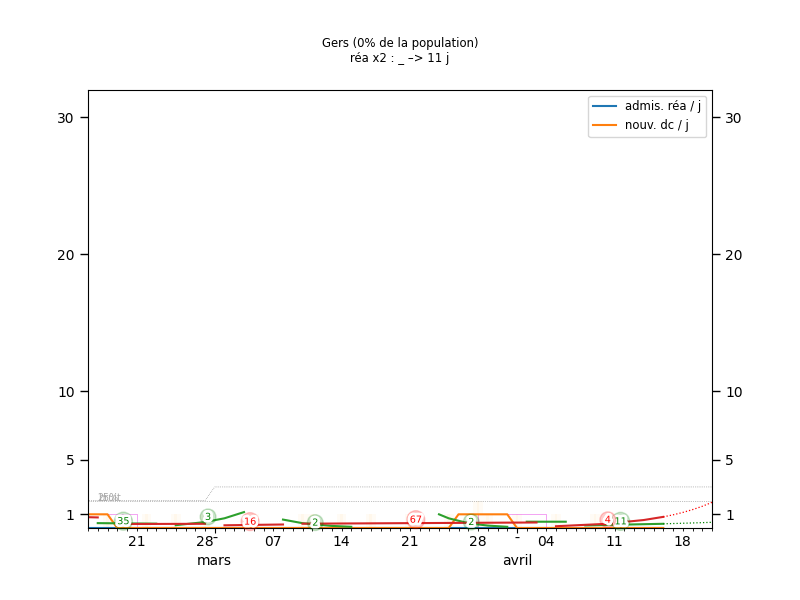 Gers (0% de la population)
réa x2 : _ –> 11 j
admis. réa / j
nouv. dc / j
30 30
20 20
10 10
5 5
1 1
35 3 16 2 67 2 4 11
21 28 07 14 21 28 04 11 18
mars avril